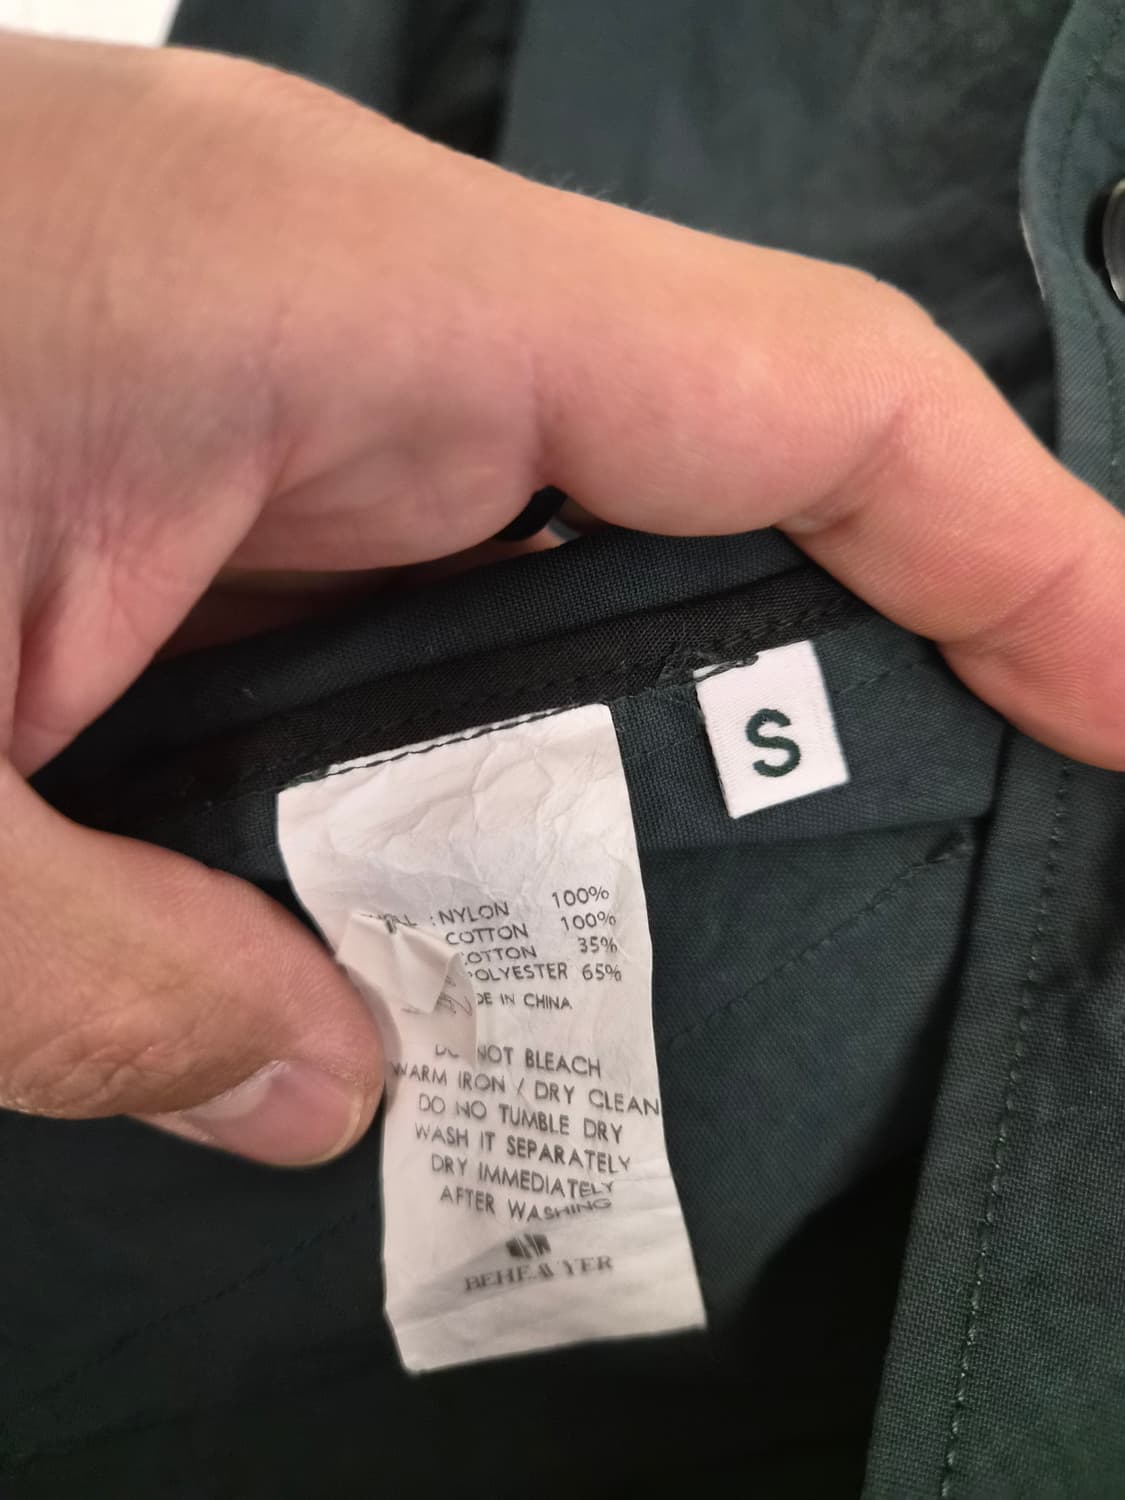 S
: NYLON 100%
COTTON 100%
COTTON 35%
POLYESTER 65%
DE IN CHINA
DO NOT BLEACH
WARM IRON / DRY CLEAN
DO NO TUMBLE DRY
WASH IT SEPARATELY
DRY IMMEDIATELY
AFTER WASHING